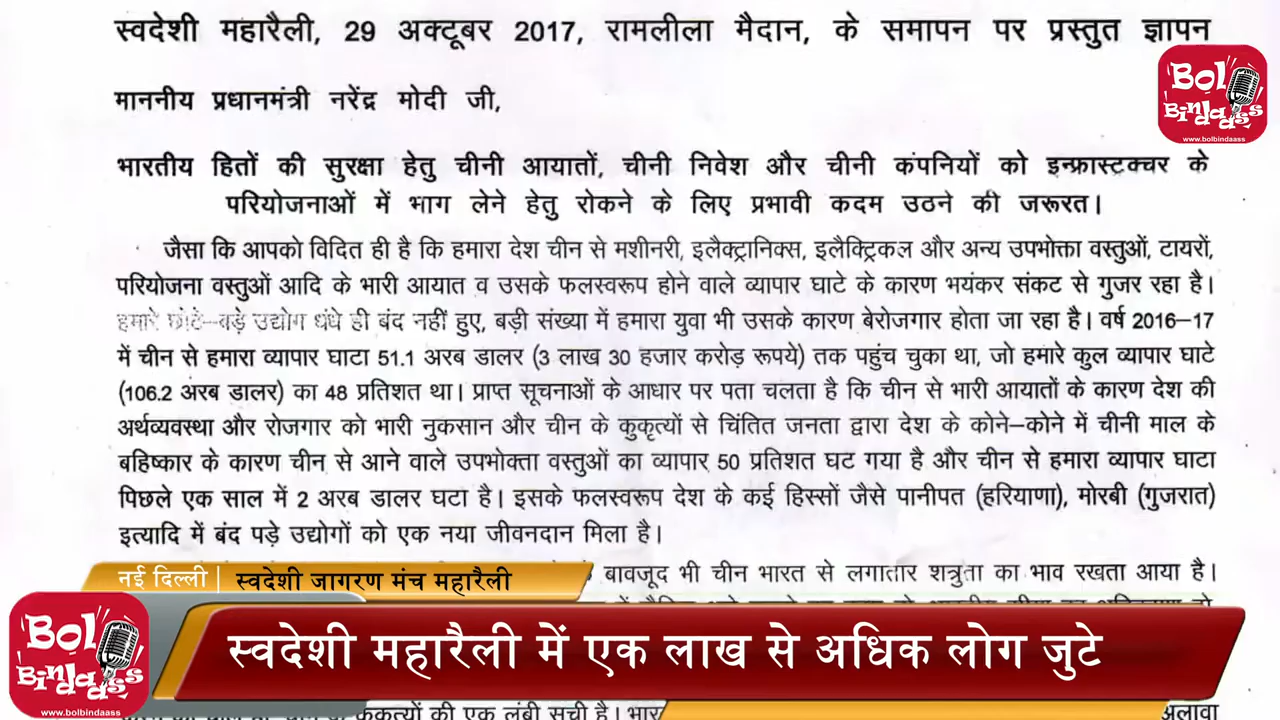 स्वदेशी महारैली, 29 अक्टूबर 2017, रामलीला मैदान, के समापन पर प्रस्तुत ज्ञापन
माननीय प्रधानमंत्री नरेंद्र मोदी जी,
भारतीय हितों की सुरक्षा हेतु चीनी आयातों, चीनी निवेश और चीनी कंपनियों को इन्फ्रास्ट्रक्चर के
परियोजनाओं में भाग लेने हेतु रोकने के लिए प्रभावी कदम उठने की जरूरत।
जैसा कि आपको विदित ही है कि हमारा देश चीन से मशीनरी, इलैक्ट्रानिक्स, इलैक्ट्रिकल और अन्य उपभोक्ता वस्तुओं, टायरों,
परियोजना वस्तुओं आदि के भारी आयात व उसके फलस्वरूप होने वाले व्यापार घाटे के कारण भयंकर संकट से गुजर रहा है।
हमारे छोटे–बड़े उद्योग धंधे ही बंद नहीं हुए, बड़ी संख्या में हमारा युवा भी उसके कारण बेरोजगार होता जा रहा है। वर्ष 2016–17
में चीन से हमारा व्यापार घाटा 51.1 अरब डालर (3 लाख 30 हजार करोड़ रूपये) तक पहुंच चुका था, जो हमारे कुल व्यापार घाटे
(106.2 अरब डालर) का 48 प्रतिशत था। प्राप्त सूचनाओं के आधार पर पता चलता है कि चीन से भारी आयातों के कारण देश की
अर्थव्यवस्था और रोजगार को भारी नुकसान और चीन के कुकृत्यों से चिंतित जनता द्वारा देश के कोने–कोने में चीनी माल के
बहिष्कार के कारण चीन से आने वाले उपभोक्ता वस्तुओं का व्यापार 50 प्रतिशत घट गया है और चीन से हमारा व्यापार घाटा
पिछले एक साल में 2 अरब डालर घटा है। इसके फलस्वरूप देश के कई हिस्सों जैसे पानीपत (हरियाणा), मोरबी (गुजरात)
इत्यादि में बंद पड़े उद्योगों को एक नया जीवनदान मिला है।
बावजूद भी चीन भारत से लगातार शत्रुता का भाव रखता आया है।
नई दिल्ली | स्वदेशी जागरण मंच महारैली
स्वदेशी महारैली में एक लाख से अधिक लोग जुटे
की एक लंबी सूची है। भार
अलावा
Bol
Bindaass
www.bolbindaass
Bol
Bindaass
www.bolbindaass.com